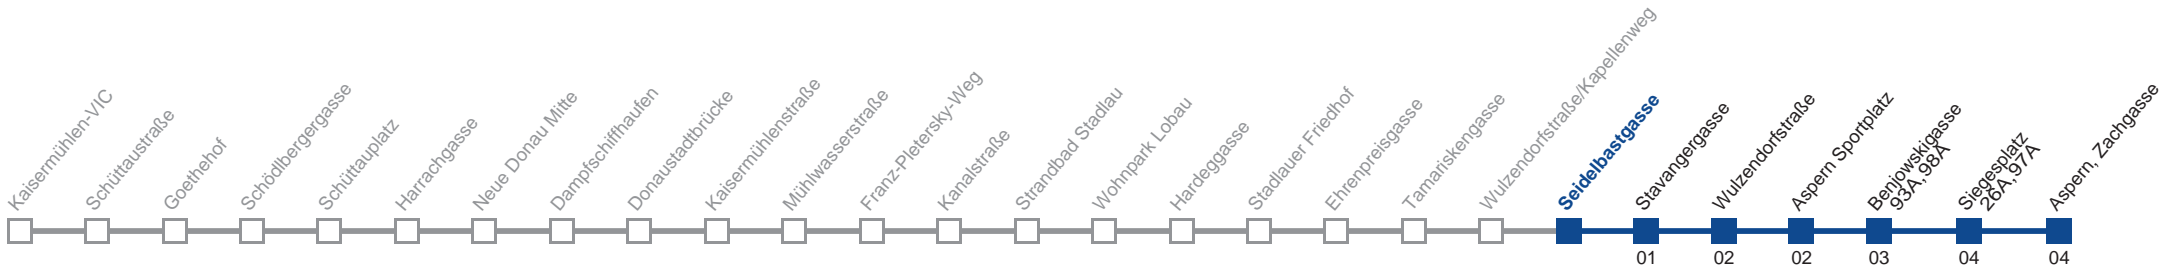 Kaisermühlen-VIC
Schüttaustraße
Goethehof
Schödlbergergasse
Schüttauplatz
Harrachgasse
Neue Donau Mitte
Dampfschiffhaufen
Donaustadtbrücke
Kaisermühlenstraße
Mühlwasserstraße
Franz-Pletersky-Weg
Kanalstraße
Strandbad Stadlau
Wohnpark Lobau
Hardeggasse
Stadlauer Friedhof
Ehrenpreisgasse
Tamariskengasse
Wulzendorfstraße/Kapellenweg
Seidelbastgasse
Stavangergasse
Wulzendorfstraße
Aspern Sportplatz
Benjowskigasse
93A,98A
Siegesplatz
26A,97A
Aspern, Zachgasse
01 02 02 03 04 04